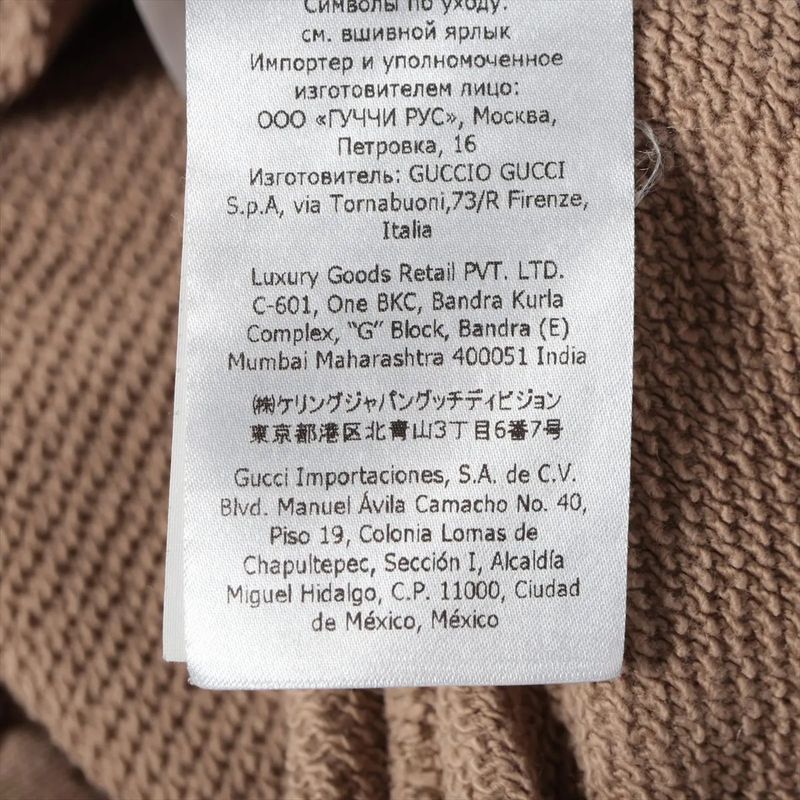 Символы по уходу:
см. вшивной ярлык
Импортер и уполномоченное
изготовителем лицо:
ООО «ГУЧЧИ РУС», Москва,
Петровка, 16
Изготовитель: GUCCIO GUCCI
S.p.A, via Tornabuoni,73/R Firenze,
Italia
Luxury Goods Retail PVT. LTD.
C-601, One BKC, Bandra Kurla
Complex, “G” Block, Bandra (E)
Mumbai Maharashtra 400051 India
㈱ケリングジャパングッチディビジョン
東京都港区北青山3丁目6番7号
Gucci Importaciones, S.A. de C.V.
Blvd. Manuel Ávila Camacho No. 40,
Piso 19, Colonia Lomas de
Chapultepec, Sección I, Alcaldía
Miguel Hidalgo, C.P. 11000, Ciudad
de México, México